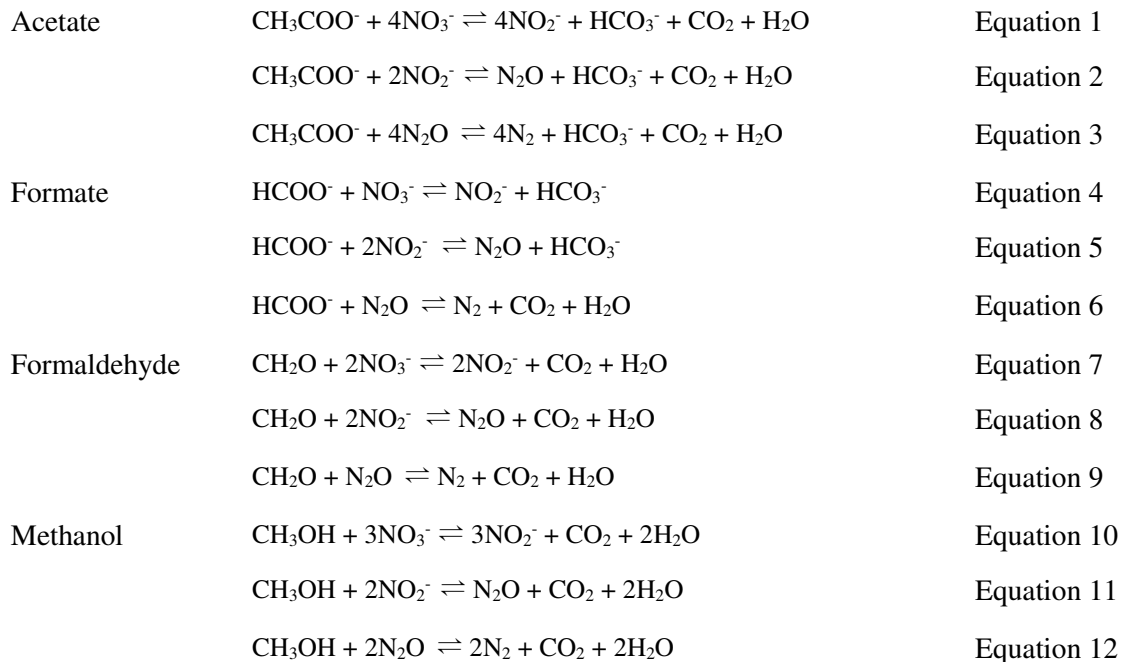 Acetate CH₃COO⁻ + 4NO₃⁻ ⇌ 4NO₂⁻ + HCO₃⁻ + CO₂ + H₂O Equation 1
CH₃COO⁻ + 2NO₂⁻ ⇌ N₂O + HCO₃⁻ + CO₂ + H₂O Equation 2
CH₃COO⁻ + 4N₂O ⇌ 4N₂ + HCO₃⁻ + CO₂ + H₂O Equation 3
Formate HCOO⁻ + NO₃⁻ ⇌ NO₂⁻ + HCO₃⁻ Equation 4
HCOO⁻ + 2NO₂⁻ ⇌ N₂O + HCO₃⁻ Equation 5
HCOO⁻ + N₂O ⇌ N₂ + CO₂ + H₂O Equation 6
Formaldehyde CH₂O + 2NO₃⁻ ⇌ 2NO₂⁻ + CO₂ + H₂O Equation 7
CH₂O + 2NO₂⁻ ⇌ N₂O + CO₂ + H₂O Equation 8
CH₂O + N₂O ⇌ N₂ + CO₂ + H₂O Equation 9
Methanol CH₃OH + 3NO₃⁻ ⇌ 3NO₂⁻ + CO₂ + 2H₂O Equation 10
CH₃OH + 2NO₂⁻ ⇌ N₂O + CO₂ + 2H₂O Equation 11
CH₃OH + 2N₂O ⇌ 2N₂ + CO₂ + 2H₂O Equation 12